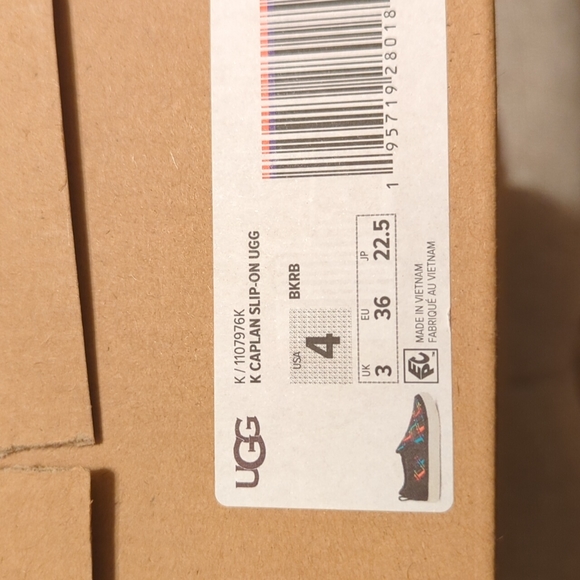 UGG
K / 1107976K
K CAPLAN SLIP-ON UGG
USA
4
BKRB
UK EU JP
3 36 22.5
MADE IN VIETNAM
FABRIQUÉ AU VIETNAM
1 95719 28018